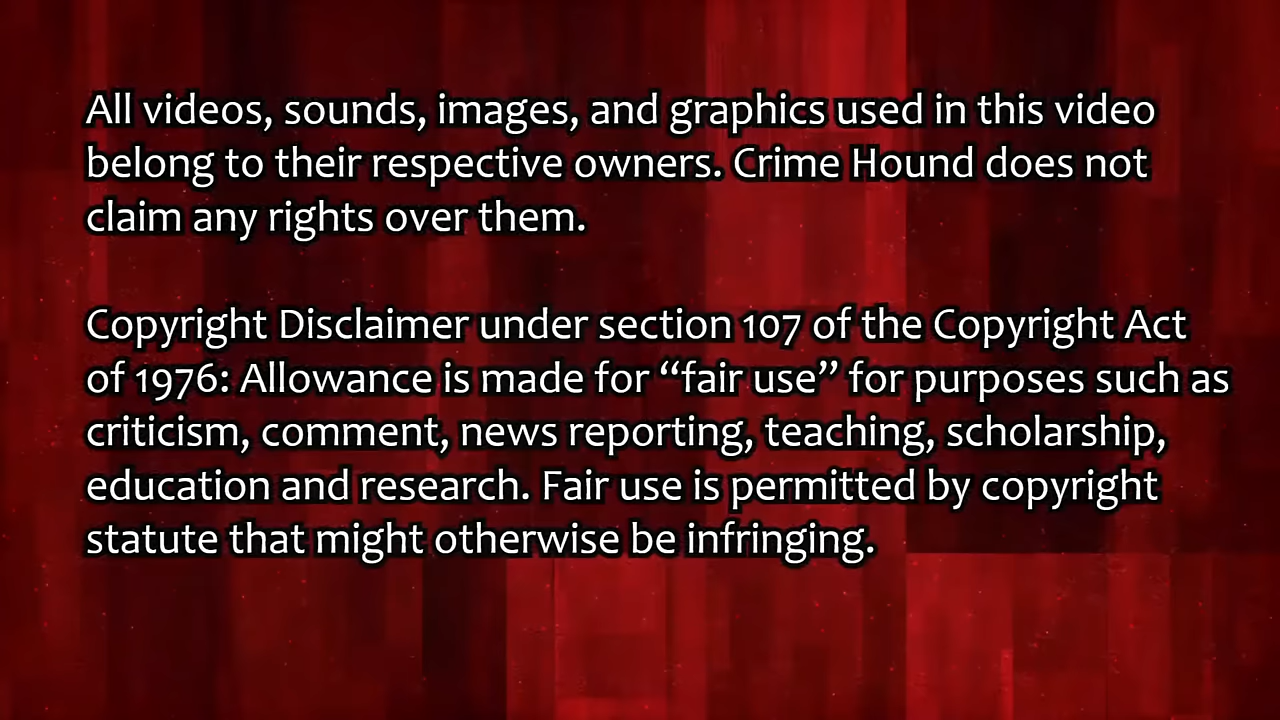 All videos, sounds, images, and graphics used in this video
belong to their respective owners. Crime Hound does not
claim any rights over them.
Copyright Disclaimer under section 107 of the Copyright Act
of 1976: Allowance is made for “fair use” for purposes such as
criticism, comment, news reporting, teaching, scholarship,
education and research. Fair use is permitted by copyright
statute that might otherwise be infringing.